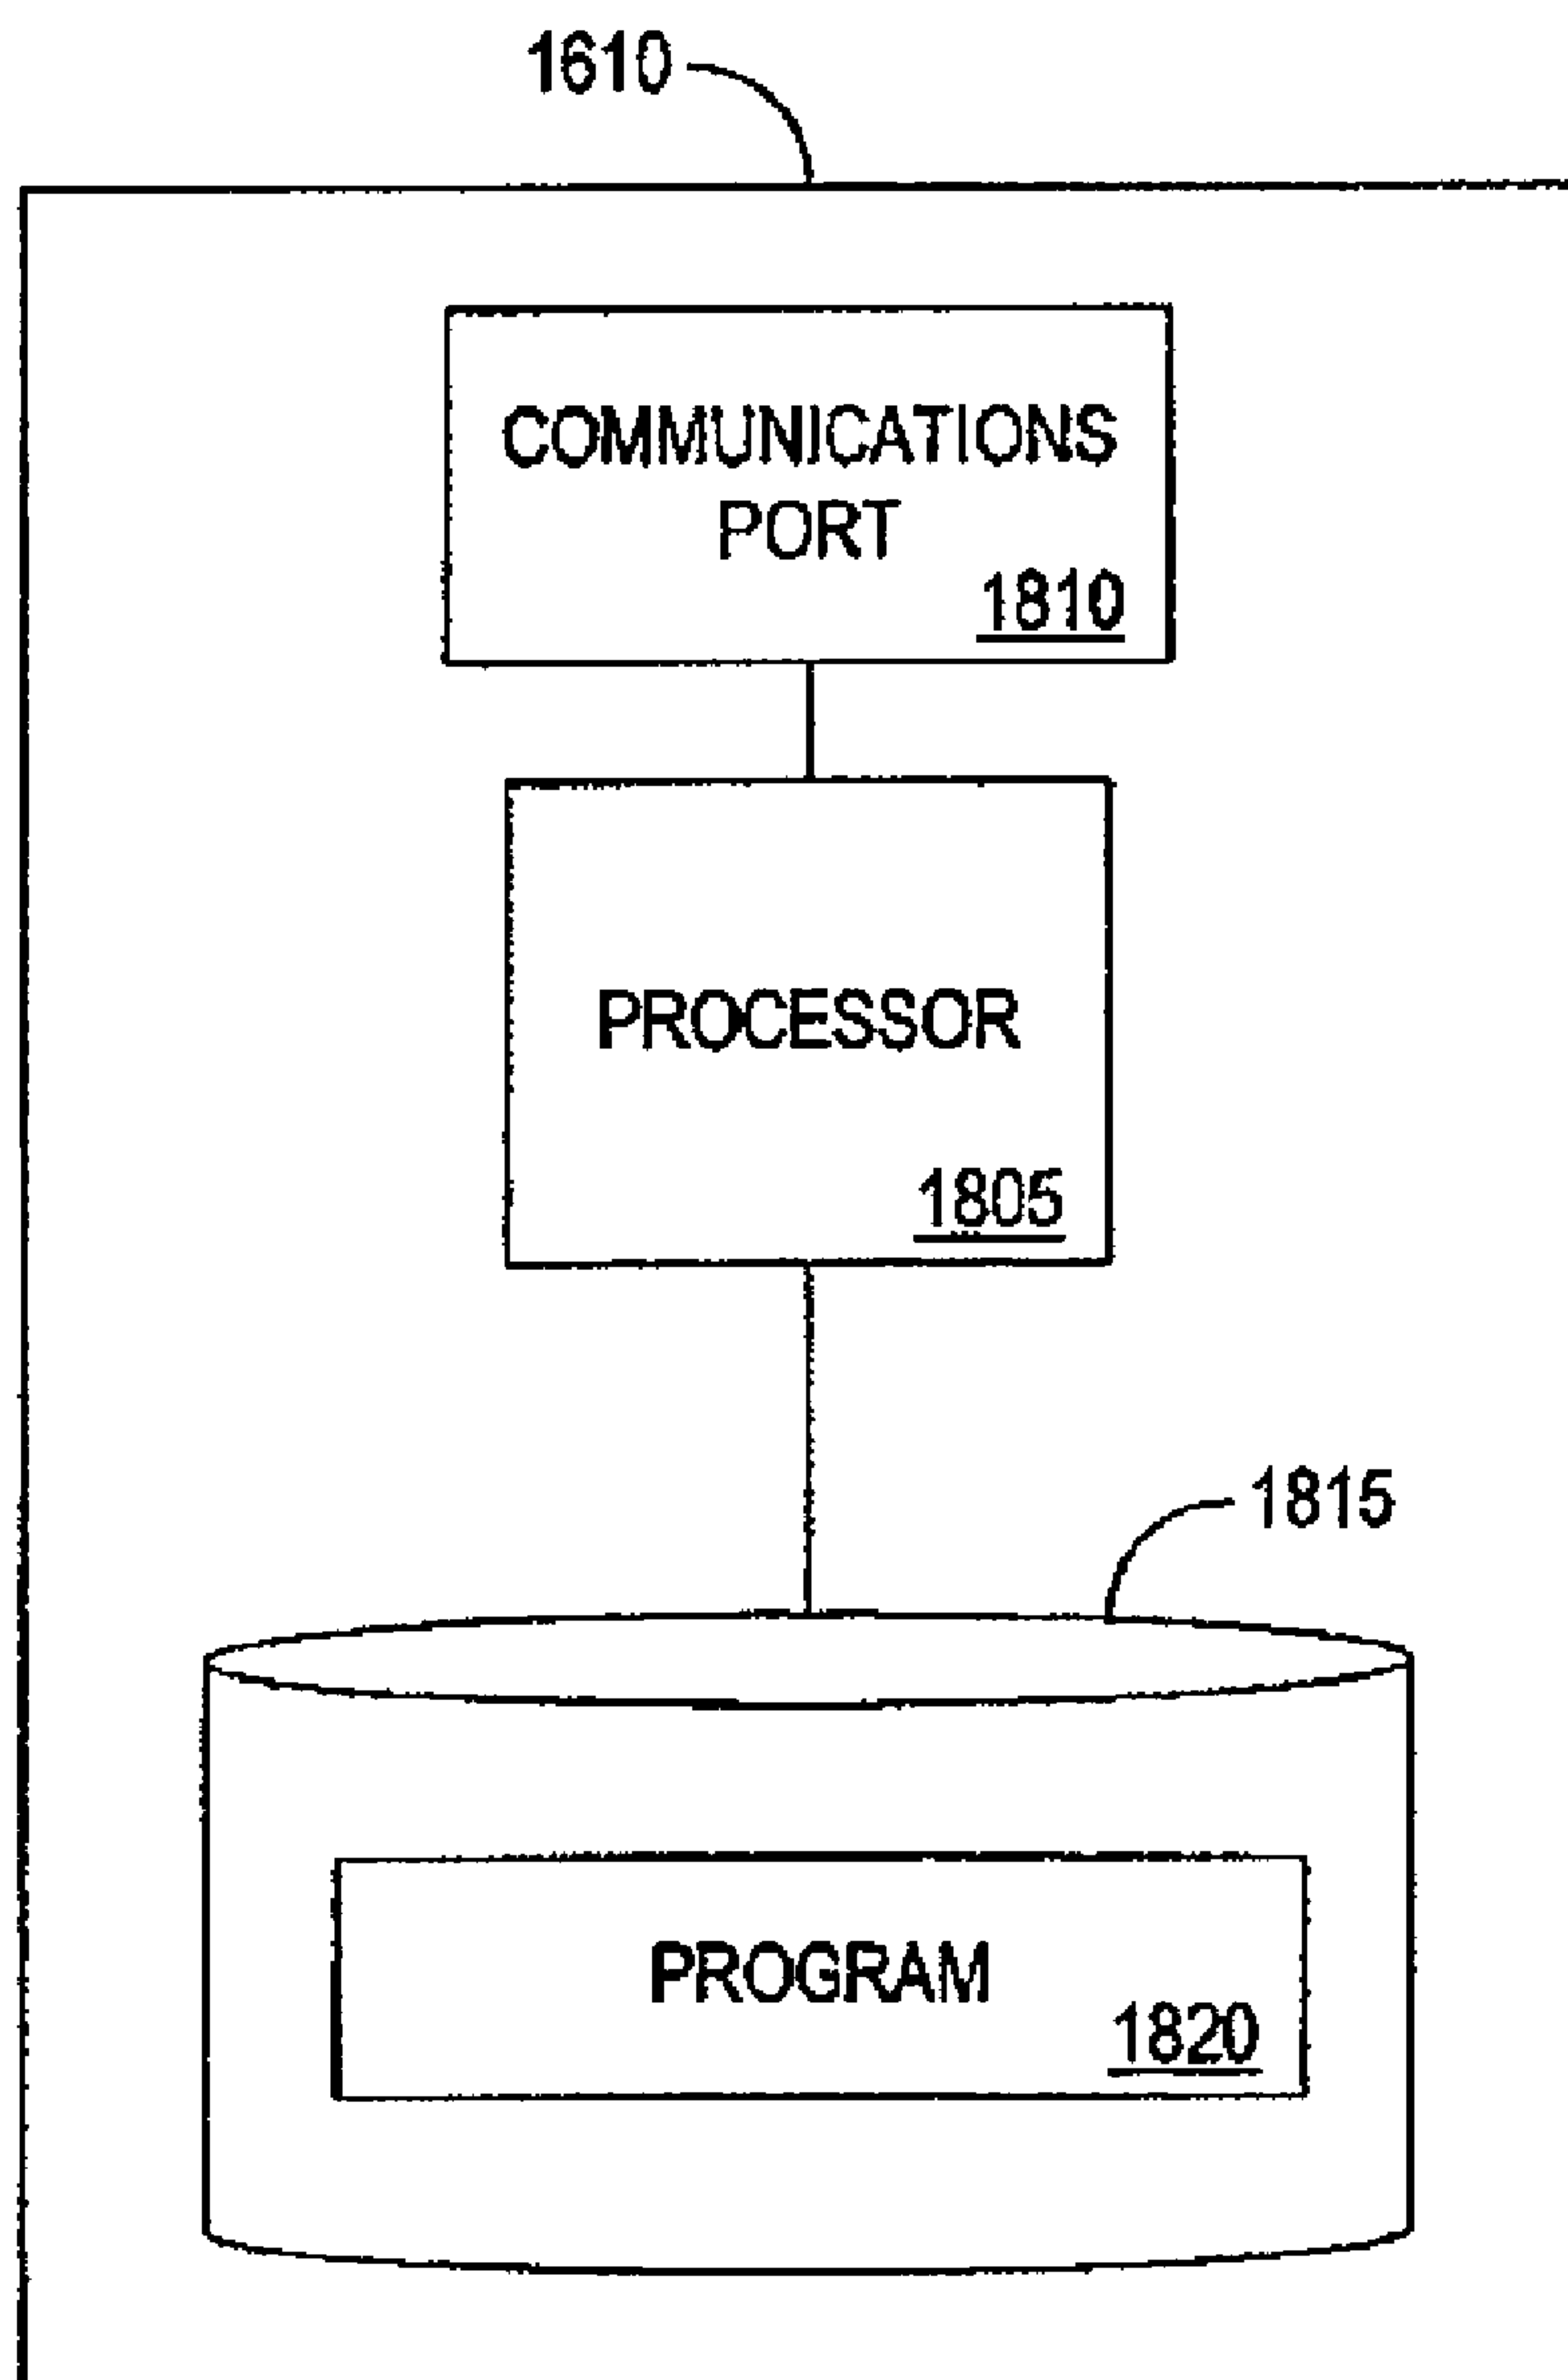 1610
COMMUNICATIONS
PORT
1810
PROCESSOR
1805
1815
PROGRAM
1820